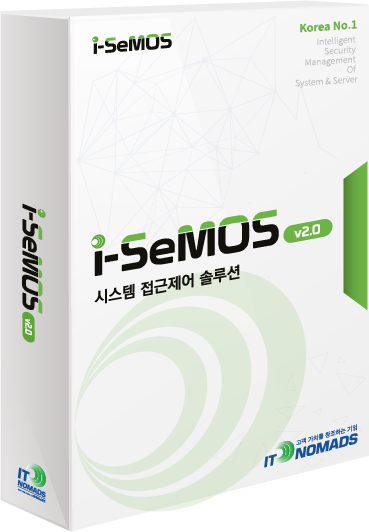 i-SeMOS
Korea No.1
Intelligent
Security
Management
Of
System & Server
i-SeMOS v2.0
시스템 접근제어 솔루션
i-SeMOS v2.0
고객 가치를 창조하는 기업
IT NOMADS
IT
NOMADS